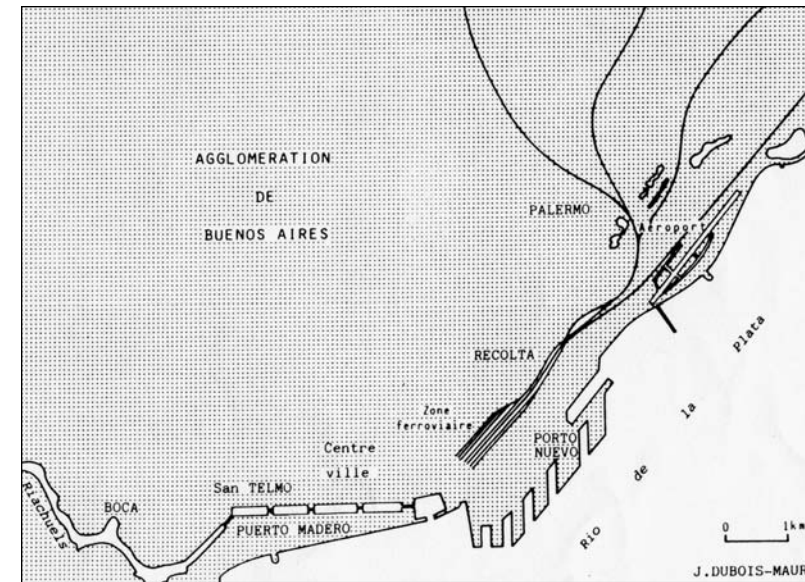 AGGLOMERATION
DE
BUENOS AIRES
PALERMO
Aéroport
RECOLTA
Zone
ferroviaire
PORTO
NUEVO
Centre
ville
San TELMO
BOCA
PUERTO MADERO
Riachuels
Rio de la Plata
0 1km
J.DUBOIS-MAUR